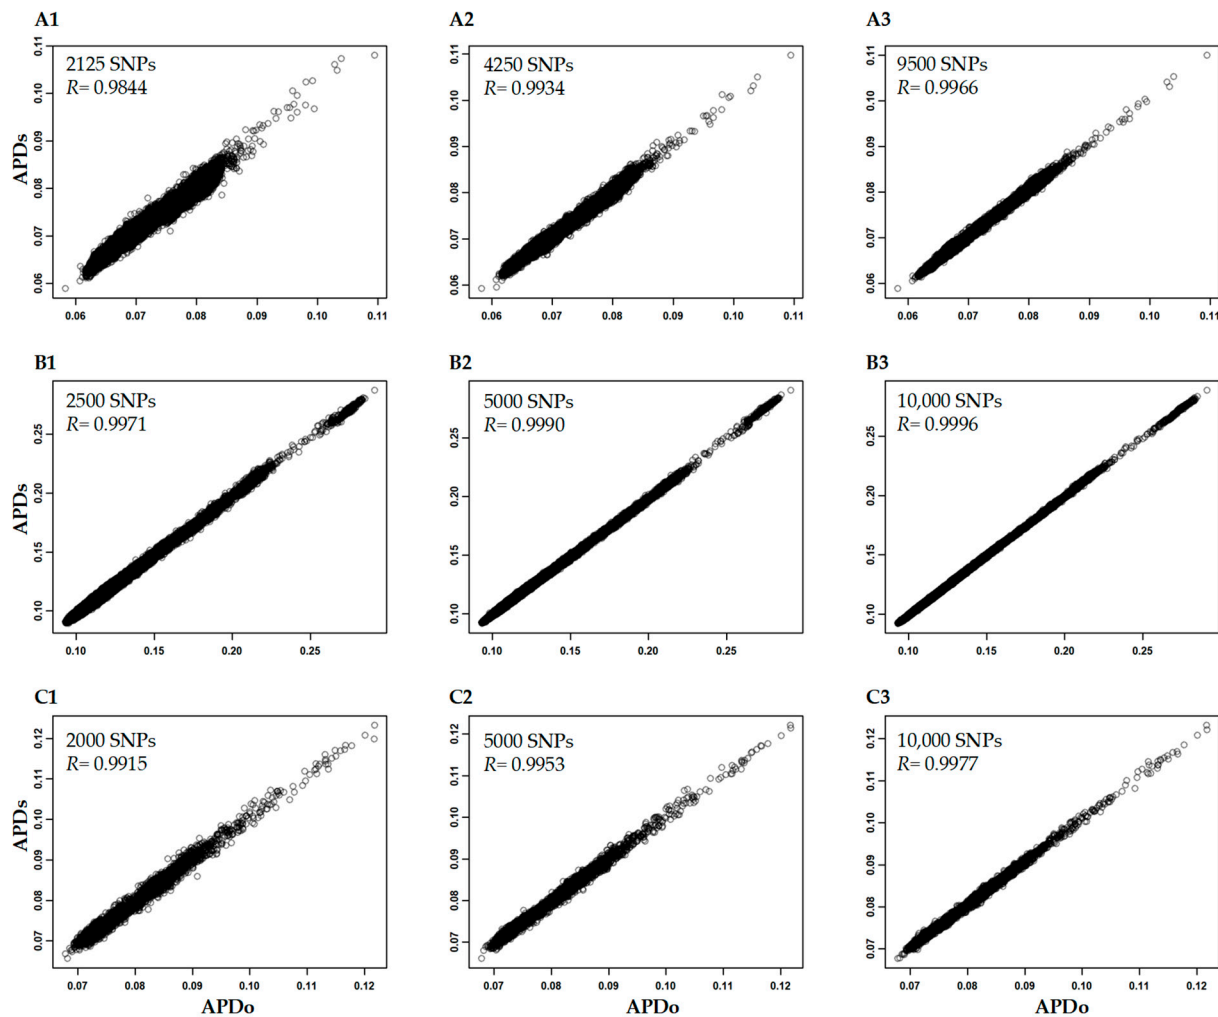 A1
A2
A3
2125 SNPs
R= 0.9844
4250 SNPs
R= 0.9934
9500 SNPs
R= 0.9966
APDs
0.06 0.07 0.08 0.09 0.10 0.11
0.06 0.07 0.08 0.09 0.10 0.11
0.06 0.07 0.08 0.09 0.10 0.11
0.06 0.07 0.08 0.09 0.10 0.11
0.06 0.07 0.08 0.09 0.10 0.11
0.06 0.07 0.08 0.09 0.10 0.11
B1
B2
B3
2500 SNPs
R= 0.9971
5000 SNPs
R= 0.9990
10,000 SNPs
R= 0.9996
APDs
0.10 0.15 0.20 0.25
0.10 0.15 0.20 0.25
0.10 0.15 0.20 0.25
0.10 0.15 0.20 0.25
0.10 0.15 0.20 0.25
0.10 0.15 0.20 0.25
C1
C2
C3
2000 SNPs
R= 0.9915
5000 SNPs
R= 0.9953
10,000 SNPs
R= 0.9977
APDs
0.07 0.08 0.09 0.10 0.11 0.12
0.07 0.08 0.09 0.10 0.11 0.12
0.07 0.08 0.09 0.10 0.11 0.12
0.07 0.08 0.09 0.10 0.11 0.12
0.07 0.08 0.09 0.10 0.11 0.12
0.07 0.08 0.09 0.10 0.11 0.12
APDo
APDo
APDo